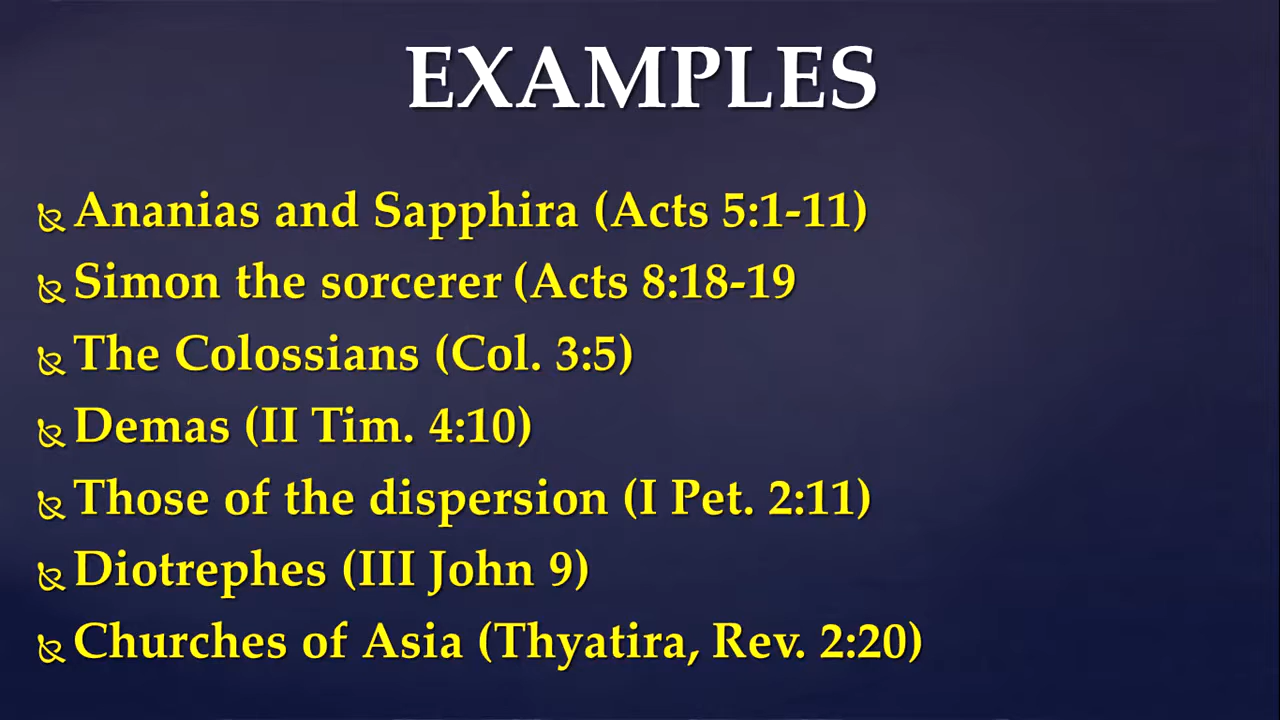 EXAMPLES
Ananias and Sapphira (Acts 5:1-11)
Simon the sorcerer (Acts 8:18-19
The Colossians (Col. 3:5)
Demas (II Tim. 4:10)
Those of the dispersion (I Pet. 2:11)
Diotrephes (III John 9)
Churches of Asia (Thyatira, Rev. 2:20)